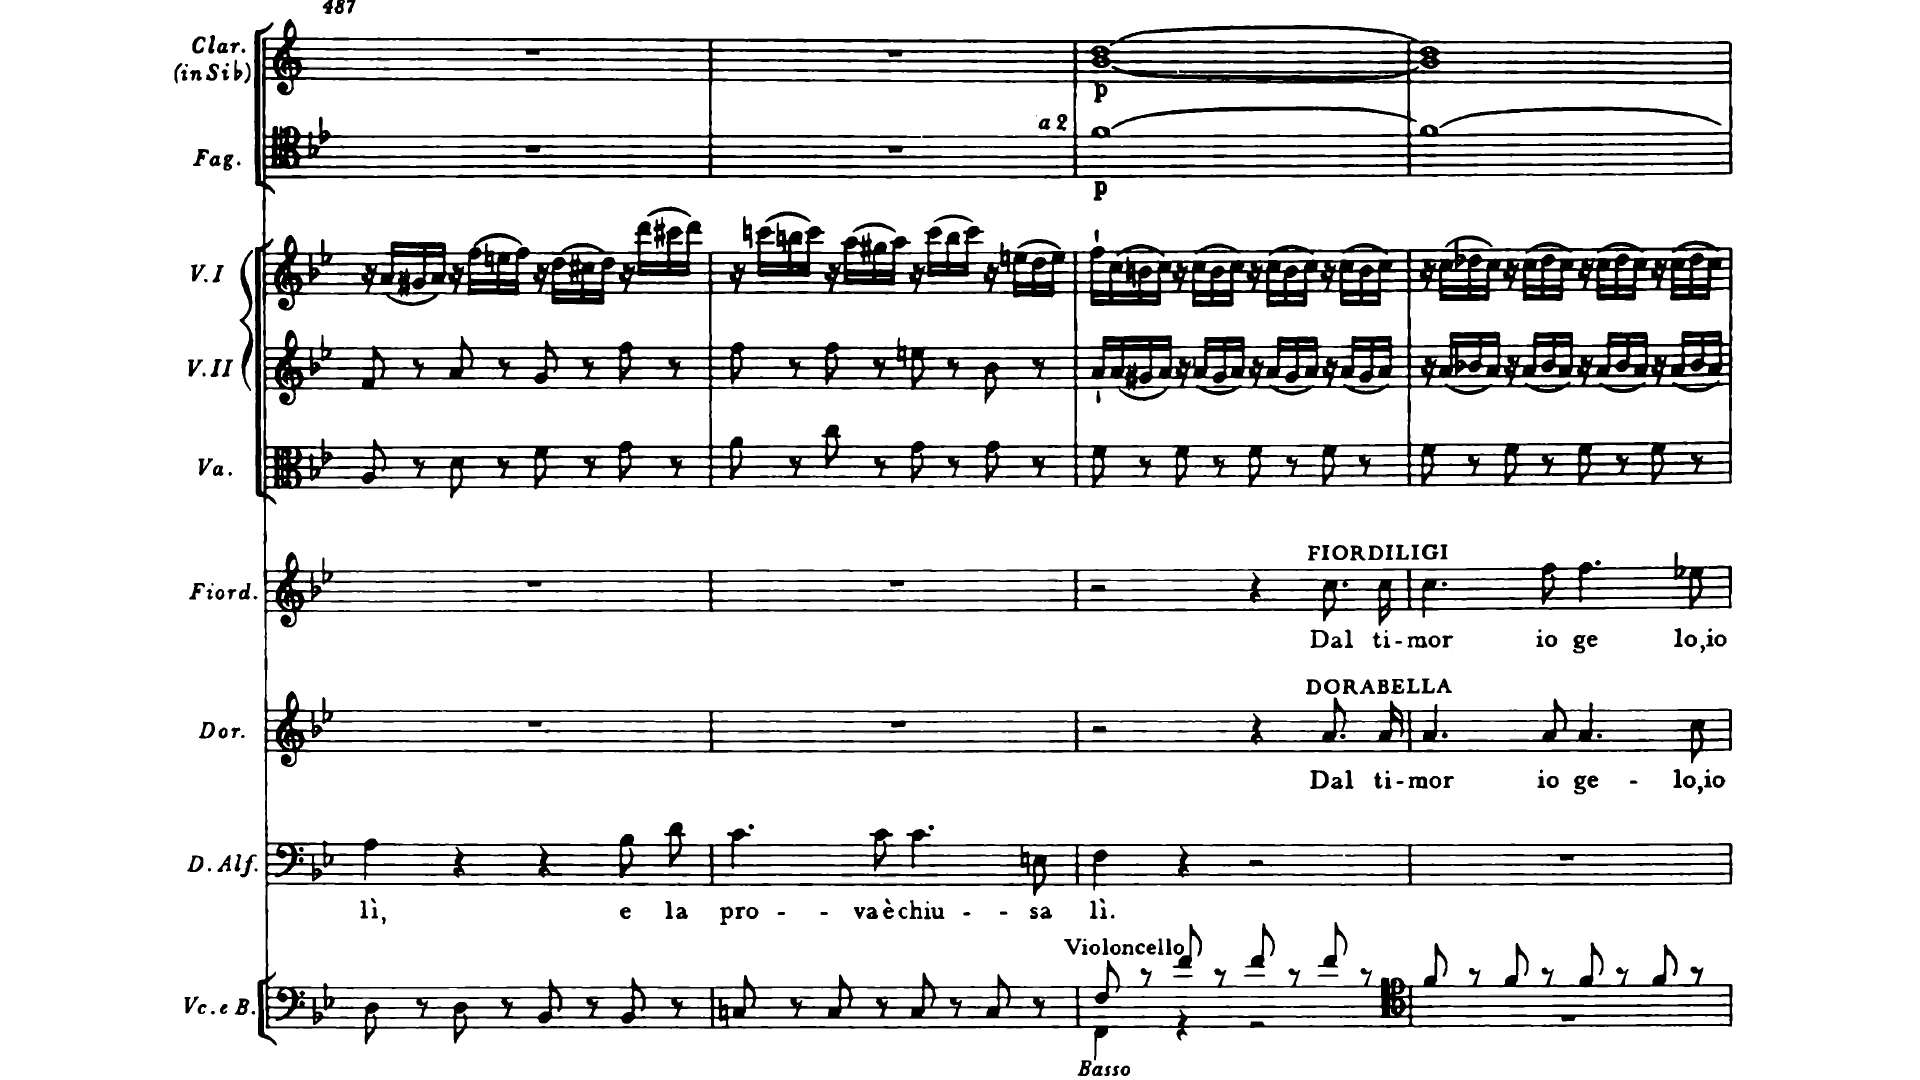 487
Clar.
(in Sib)
p
a 2
Fag.
p
V.I
V.II
Va.
FIORDILIGI
Fiord.
Dal ti-mor io ge lo,io
DORABELLA
Dor.
Dal ti-mor io ge - lo,io
D. Alf.
lì, e la pro - - va è chiu - - sa lì.
Violoncello
Vc. e B.
Basso